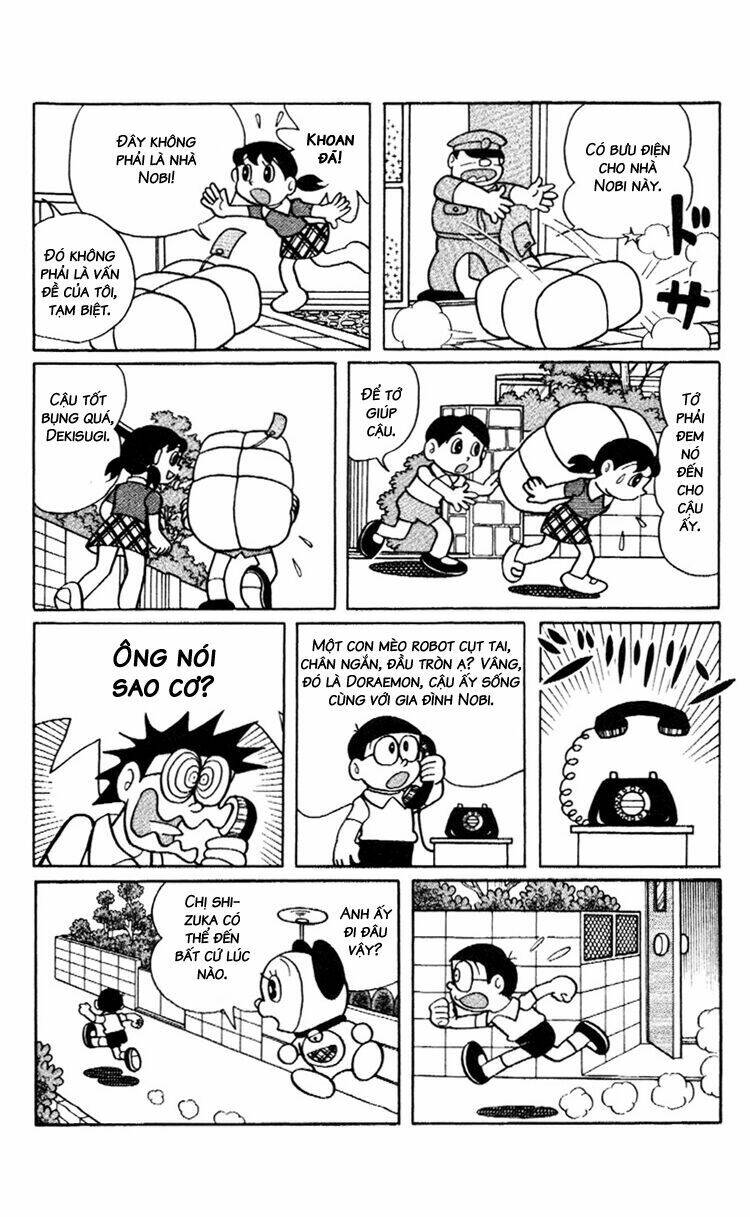 CÓ BƯU ĐIỆN
CHO NHÀ
NOBI NÀY.
ドサ
KHOAN
ĐÃ!
ĐÂY KHÔNG
PHẢI LÀ NHÀ
NOBI!
ĐÓ KHÔNG
PHẢI LÀ VẤN
ĐỀ CỦA TÔI,
TẠM BIỆT.
TỚ
PHẢI
ĐEM
NÓ
ĐẾN
CHO
CẬU
ẤY.
ĐỂ TỚ
GIÚP
CẬU.
CẬU TỐT
BỤNG QUÁ,
DEKISUGI.
MỘT CON MÈO ROBOT CỤT TAI,
CHÂN NGẮN, ĐẦU TRÒN Ạ? VÂNG,
ĐÓ LÀ DORAEMON, CẬU ẤY SỐNG
CÙNG VỚI GIA ĐÌNH NOBI.
ÔNG NÓI
SAO CƠ?
ANH ẤY
ĐI ĐÂU
VẬY?
CHỊ SHI-
ZUKA CÓ
THỂ ĐẾN
BẤT CỨ LÚC
NÀO.